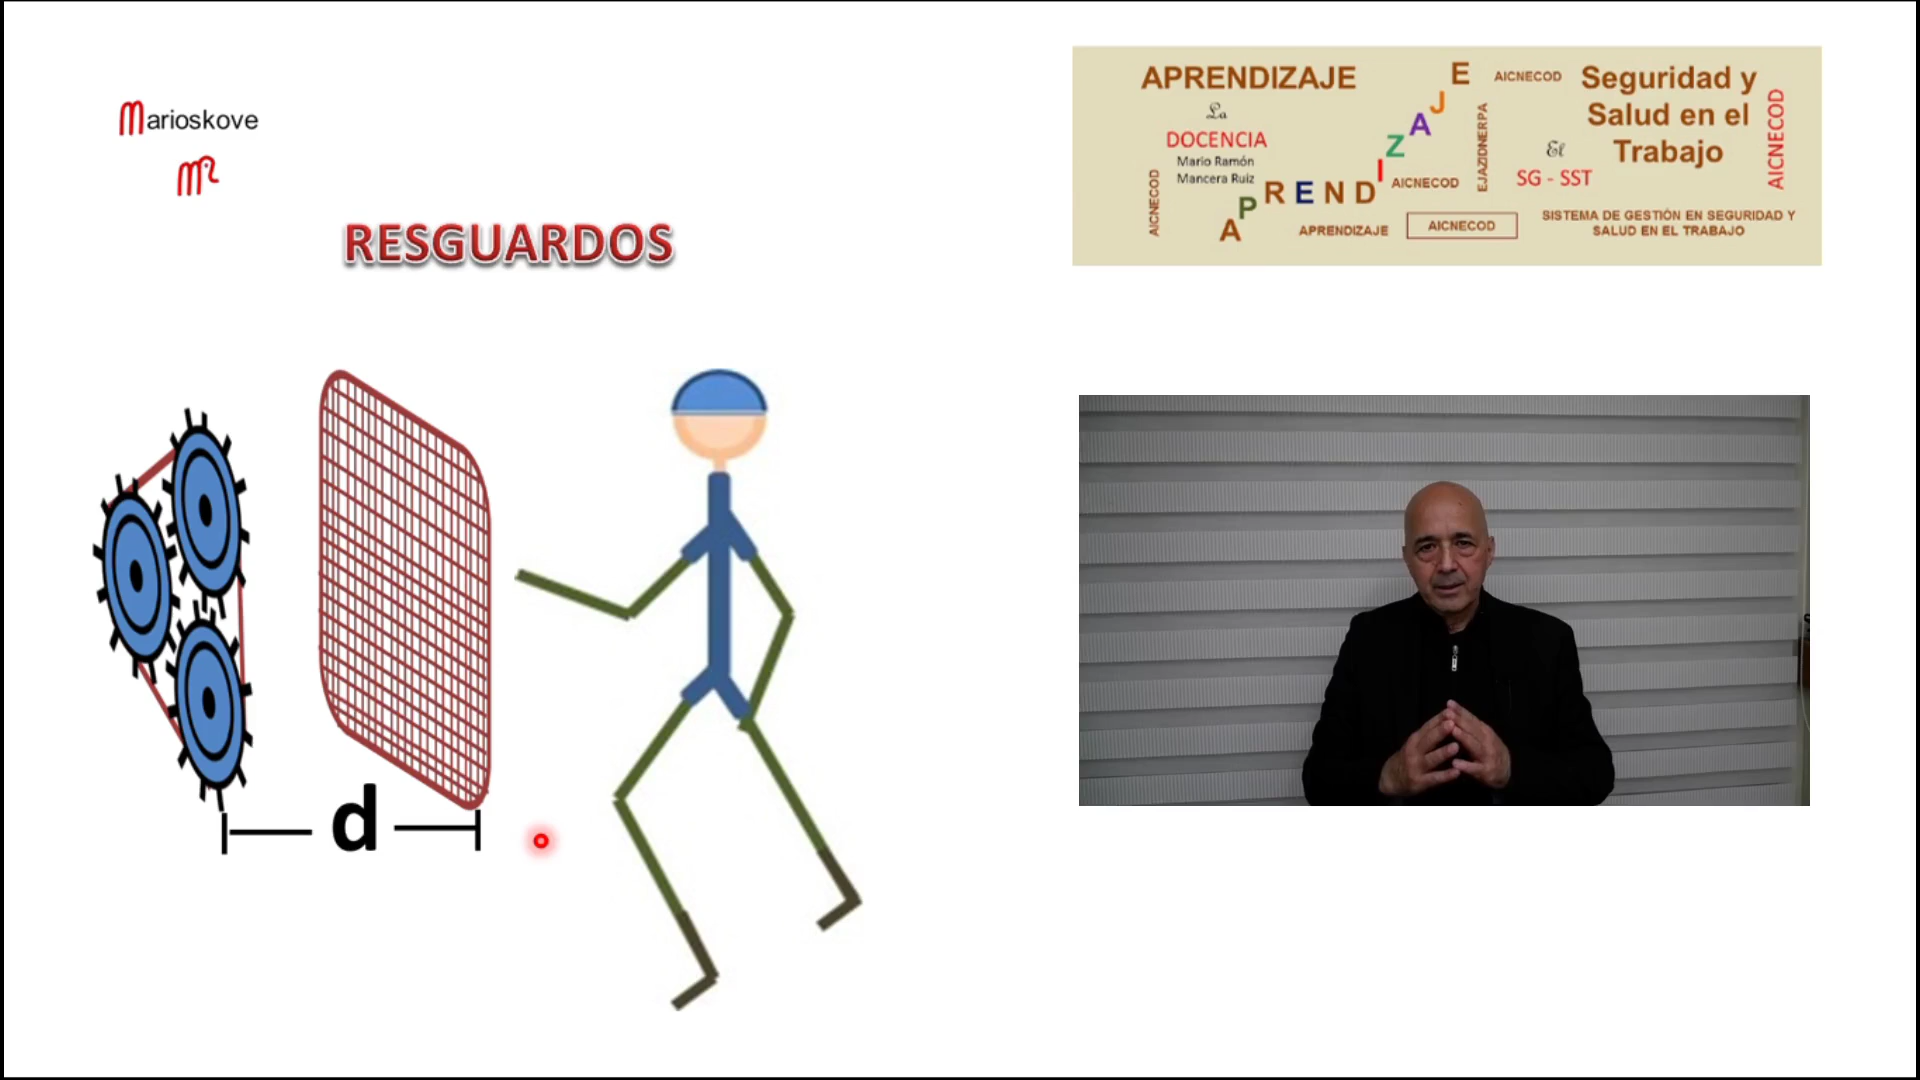 Marioskove
RESGUARDOS
d
APRENDIZAJE
La
DOCENCIA
Mario Ramón
Mancera Ruiz
AICNECOD
APRENDIZAJE
AICNECOD
EJAZIDNERPA
AICNECOD
APRENDIZAJE
AICNECOD
El
SG - SST
Seguridad y
Salud en el
Trabajo
AICNECOD
SISTEMA DE GESTIÓN EN SEGURIDAD Y
SALUD EN EL TRABAJO